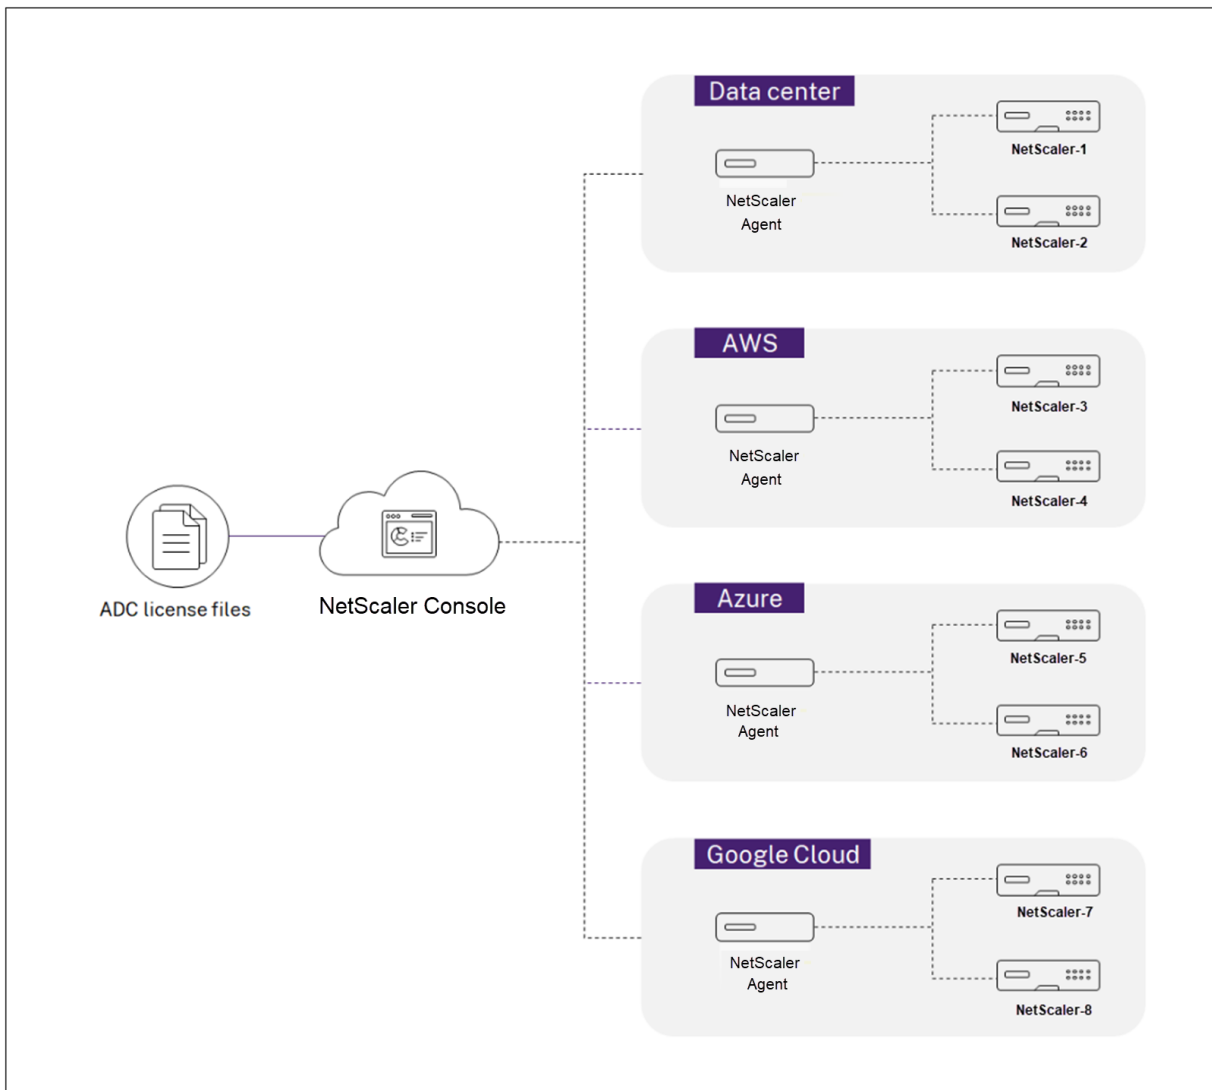 Data center
NetScaler-1
NetScaler
Agent
NetScaler-2
AWS
NetScaler-3
NetScaler
Agent
NetScaler-4
ADC license files
NetScaler Console
Azure
NetScaler-5
NetScaler
Agent
NetScaler-6
Google Cloud
NetScaler-7
NetScaler
Agent
NetScaler-8